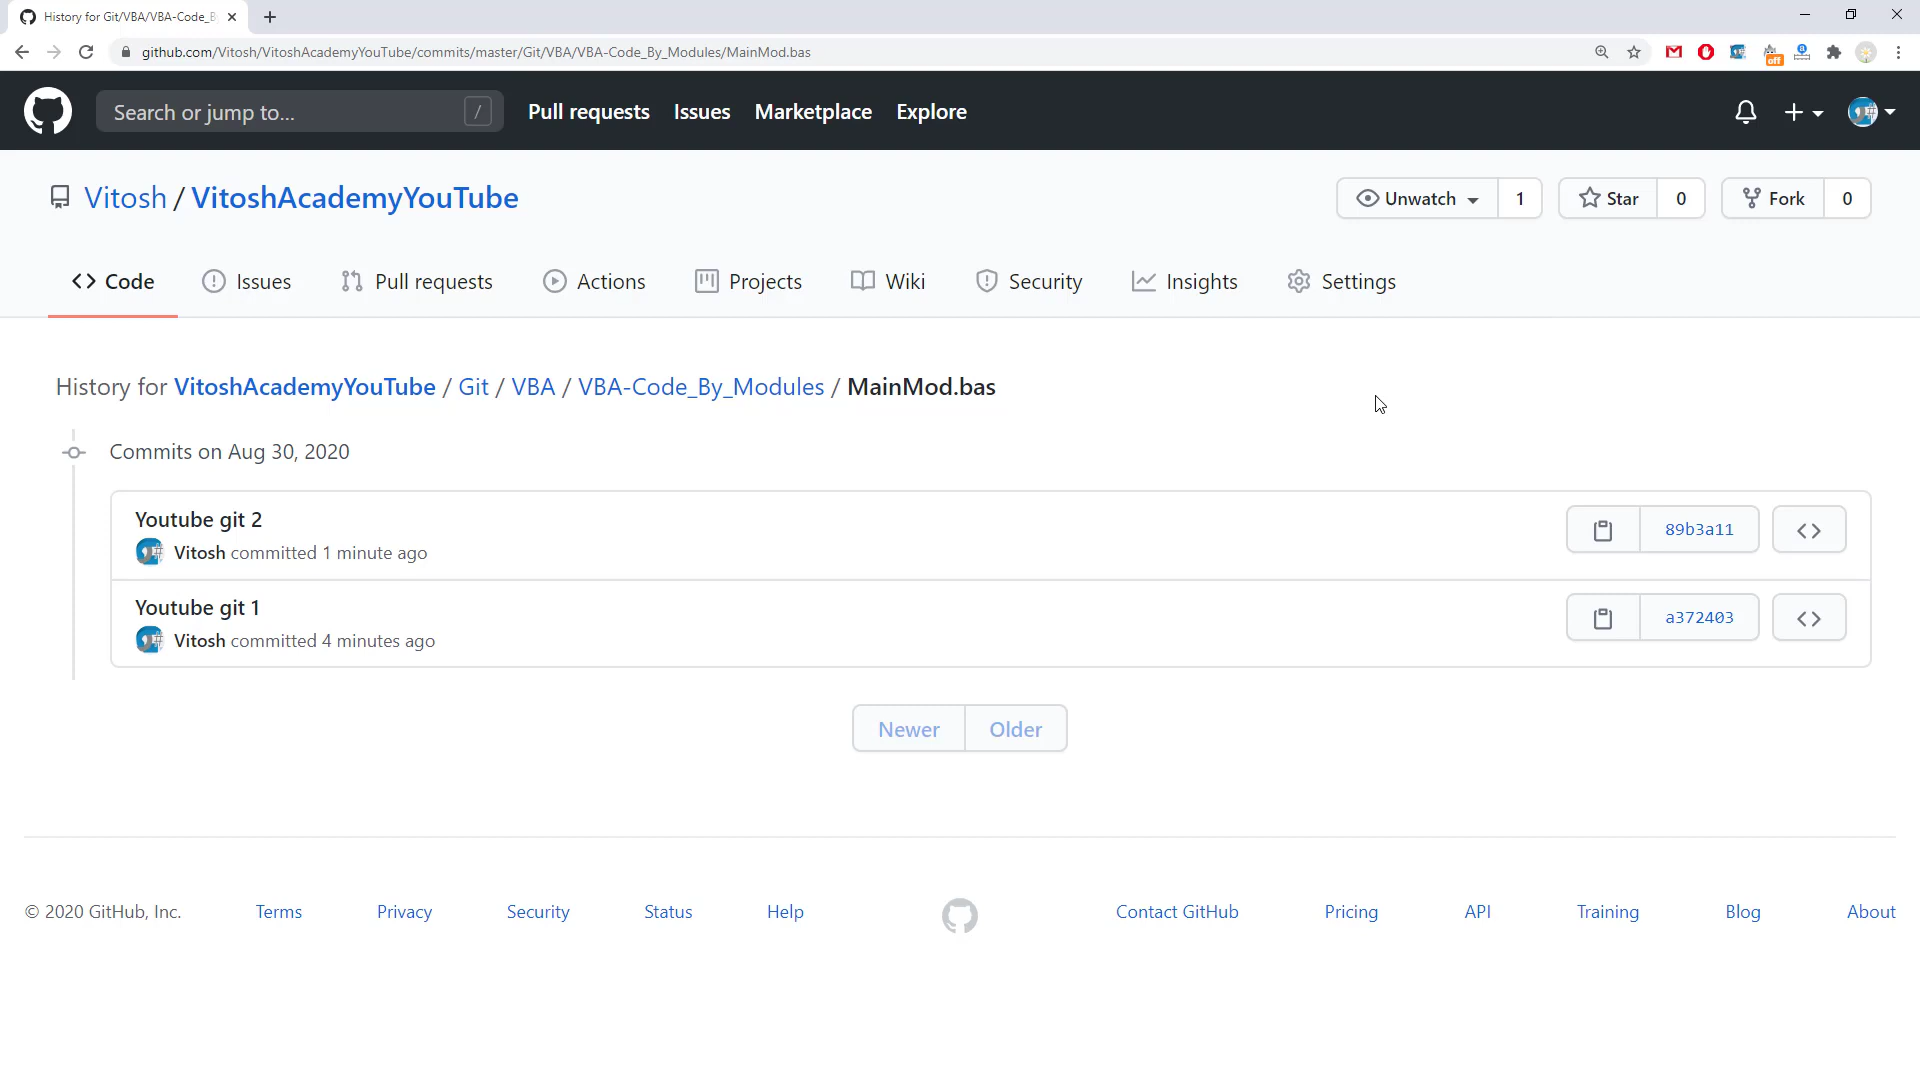 History for Git/VBA/VBA-Code_B
github.com/Vitosh/VitoshAcademyYouTube/commits/master/Git/VBA/VBA-Code_By_Modules/MainMod.bas
off
Search or jump to...
/
Pull requests
Issues
Marketplace
Explore
Vitosh / VitoshAcademyYouTube
Unwatch
1
Star
0
Fork
0
Code
Issues
Pull requests
Actions
Projects
Wiki
Security
Insights
Settings
History for VitoshAcademyYouTube / Git / VBA / VBA-Code_By_Modules / MainMod.bas
Commits on Aug 30, 2020
Youtube git 2
Vitosh committed 1 minute ago
89b3a11
Youtube git 1
Vitosh committed 4 minutes ago
a372403
Newer
Older
© 2020 GitHub, Inc.
Terms
Privacy
Security
Status
Help
Contact GitHub
Pricing
API
Training
Blog
About